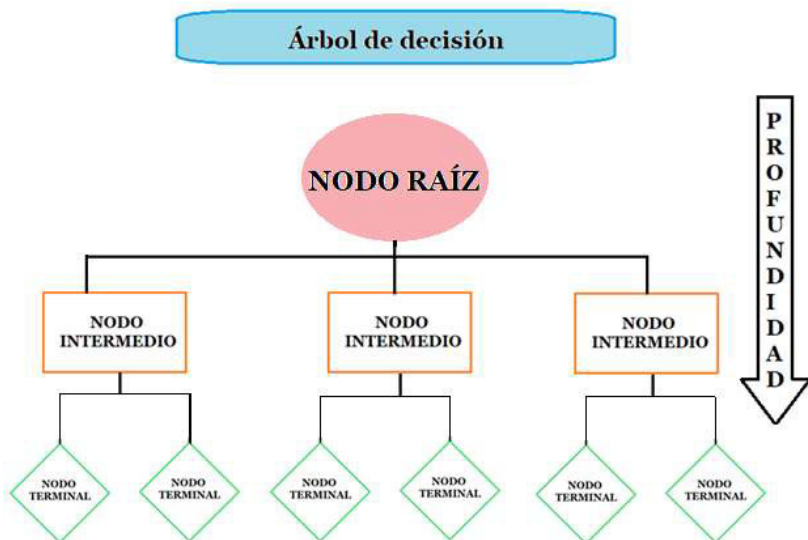 Árbol de decisión
NODO RAÍZ
PROFUNDIDAD
NODO
INTERMEDIO
NODO
INTERMEDIO
NODO
INTERMEDIO
NODO
TERMINAL
NODO
TERMINAL
NODO
TERMINAL
NODO
TERMINAL
NODO
TERMINAL
NODO
TERMINAL